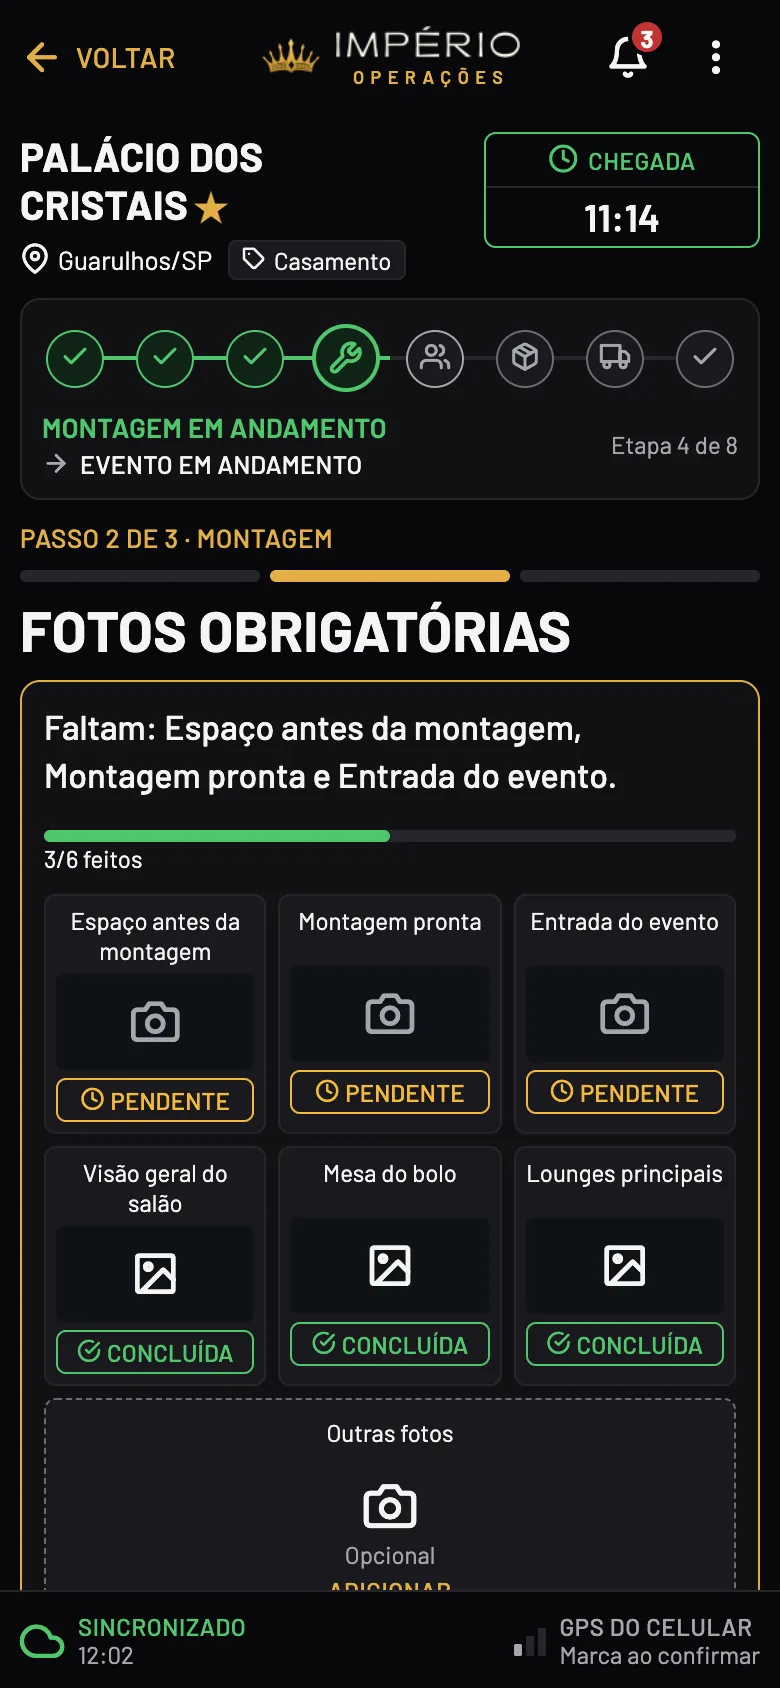 VOLTAR
IMPÉRIO
OPERAÇÕES
3
PALÁCIO DOS
CRISTAIS
CHEGADA
11:14
Guarulhos/SP
Casamento
MONTAGEM EM ANDAMENTO
EVENTO EM ANDAMENTO
Etapa 4 de 8
PASSO 2 DE 3 · MONTAGEM
FOTOS OBRIGATÓRIAS
Faltam: Espaço antes da montagem,
Montagem pronta e Entrada do evento.
3/6 feitos
Espaço antes da
montagem
PENDENTE
Montagem pronta
PENDENTE
Entrada do evento
PENDENTE
Visão geral do
salão
CONCLUÍDA
Mesa do bolo
CONCLUÍDA
Lounges principais
CONCLUÍDA
Outras fotos
Opcional
ADICIONAR
SINCRONIZADO
12:02
GPS DO CELULAR
Marca ao confirmar